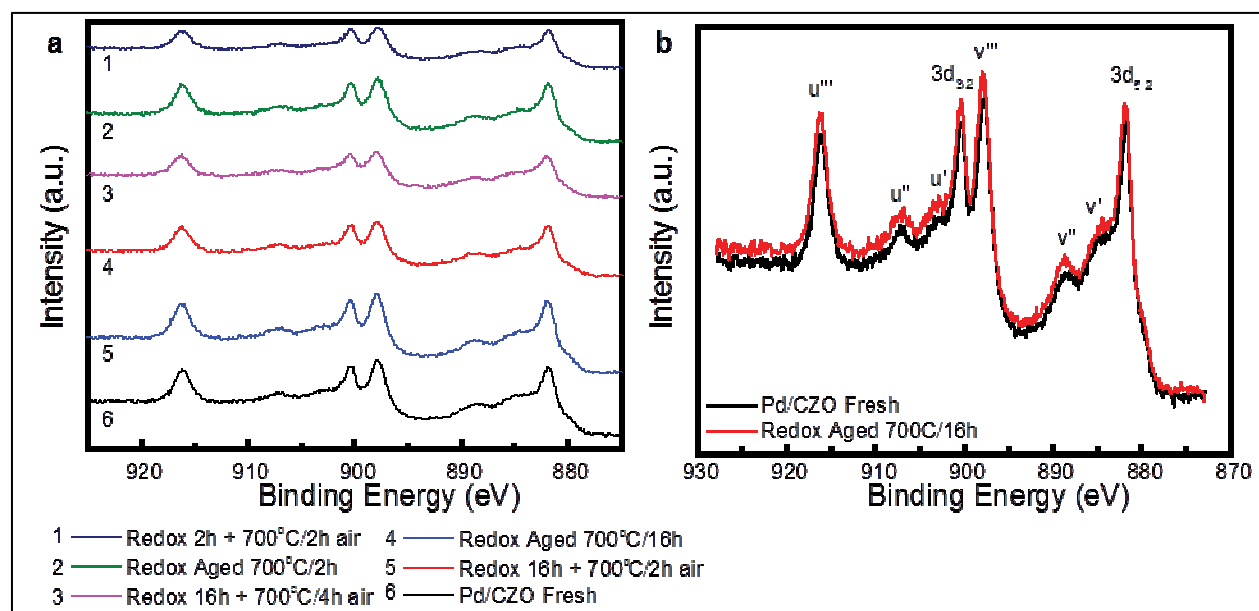 a
1
2
3
4
5
6
Intensity (a.u.)
920 910 900 890 880
Binding Energy (eV)
b
u''' u'' u' 3d3/2 v''' v'' v' 3d5/2
Pd/CZO Fresh
Redox Aged 700C/16h
Intensity (a.u.)
930 920 910 900 890 880 870
Binding Energy (eV)
1 Redox 2h + 700°C/2h air
2 Redox Aged 700°C/2h
3 Redox 16h + 700°C/4h air
4 Redox Aged 700°C/16h
5 Redox 16h + 700°C/2h air
6 Pd/CZO Fresh